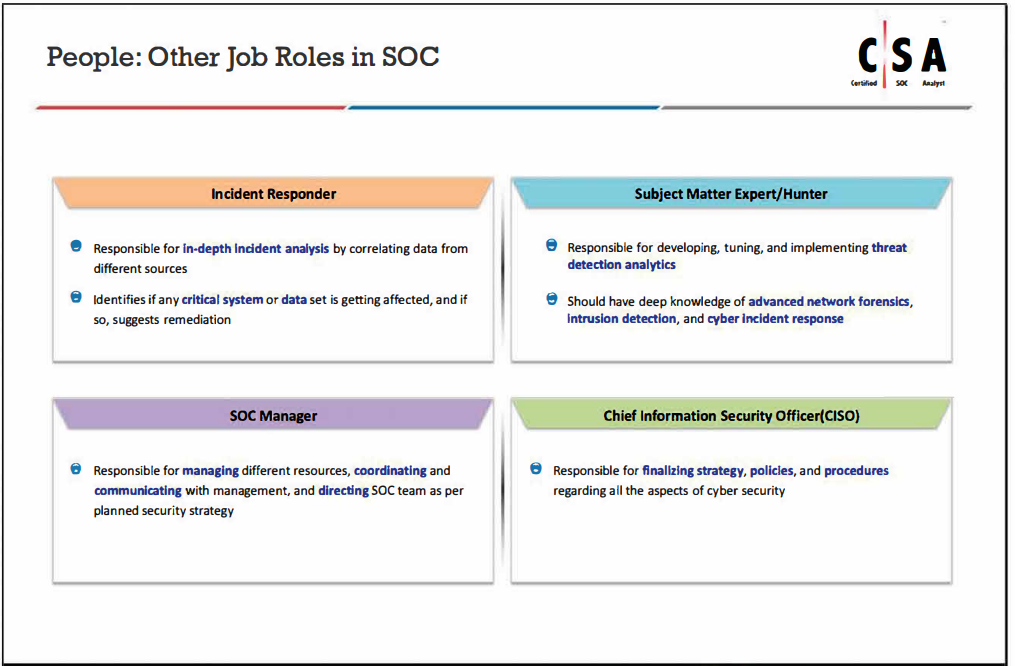 People: Other Job Roles in SOC
CSA
Certified SOC Analyst
Incident Responder
Responsible for in-depth incident analysis by correlating data from
different sources
Identifies if any critical system or data set is getting affected, and if
so, suggests remediation
Subject Matter Expert/Hunter
Responsible for developing, tuning, and implementing threat
detection analytics
Should have deep knowledge of advanced network forensics,
intrusion detection, and cyber incident response
SOC Manager
Responsible for managing different resources, coordinating and
communicating with management, and directing SOC team as per
planned security strategy
Chief Information Security Officer(CISO)
Responsible for finalizing strategy, policies, and procedures
regarding all the aspects of cyber security